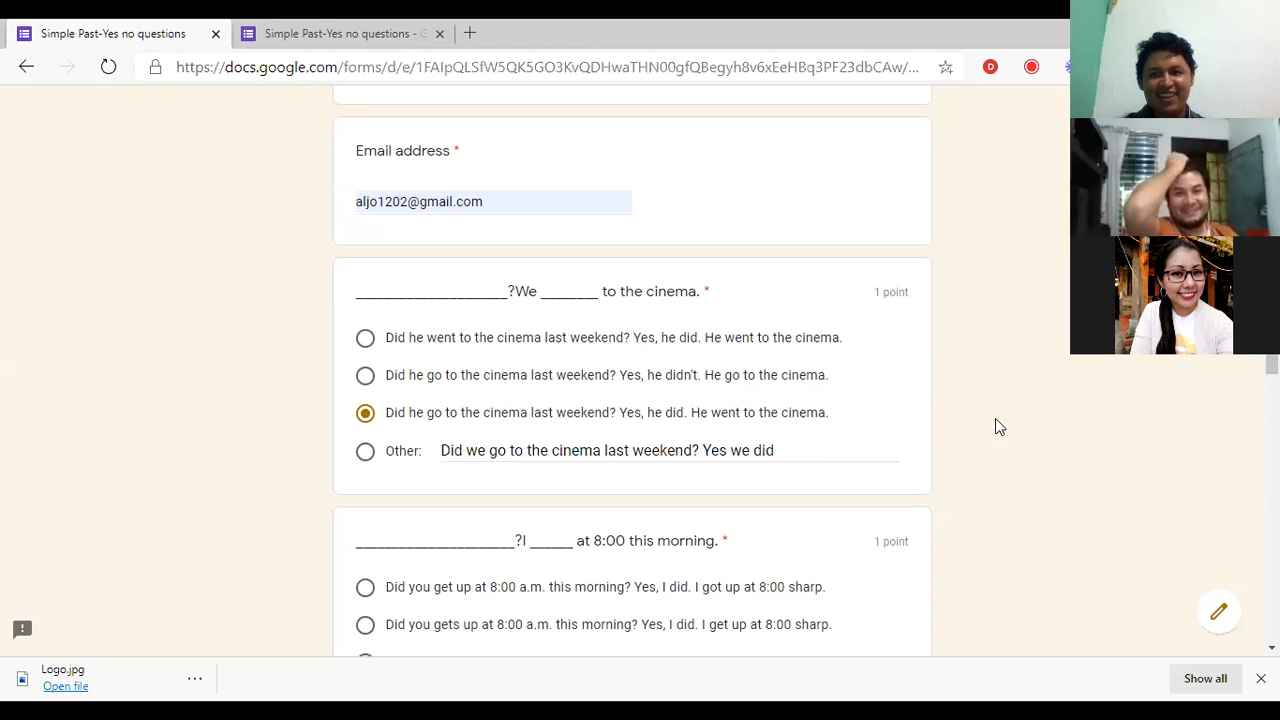 Simple Past-Yes no questions
Simple Past-Yes no questions - G
https://docs.google.com/forms/d/e/1FAIpQLSfW5QK5GO3KvQDHwaTHN00gfQBegyh8v6xEeHBq3PF23dbCAw/...
Email address *
aljo1202@gmail.com
_____________________?We ________ to the cinema. *
1 point
Did he went to the cinema last weekend? Yes, he did. He went to the cinema.
Did he go to the cinema last weekend? Yes, he didn't. He go to the cinema.
Did he go to the cinema last weekend? Yes, he did. He went to the cinema.
Other: Did we go to the cinema last weekend? Yes we did
______________________?I ______ at 8:00 this morning. *
1 point
Did you get up at 8:00 a.m. this morning? Yes, I did. I got up at 8:00 sharp.
Did you gets up at 8:00 a.m. this morning? Yes, I did. I get up at 8:00 sharp.
Logo.jpg
Open file
Show all